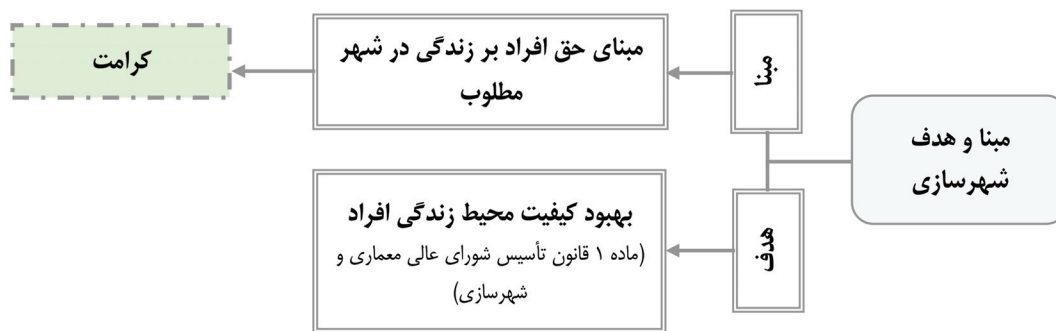 مبنا و هدف
شهرسازی
مبنا
مبنای حق افراد بر زندگی در شهر
مطلوب
کرامت
هدف
بهبود کیفیت محیط زندگی افراد
(ماده ۱ قانون تأسیس شورای عالی معماری و
شهرسازی)